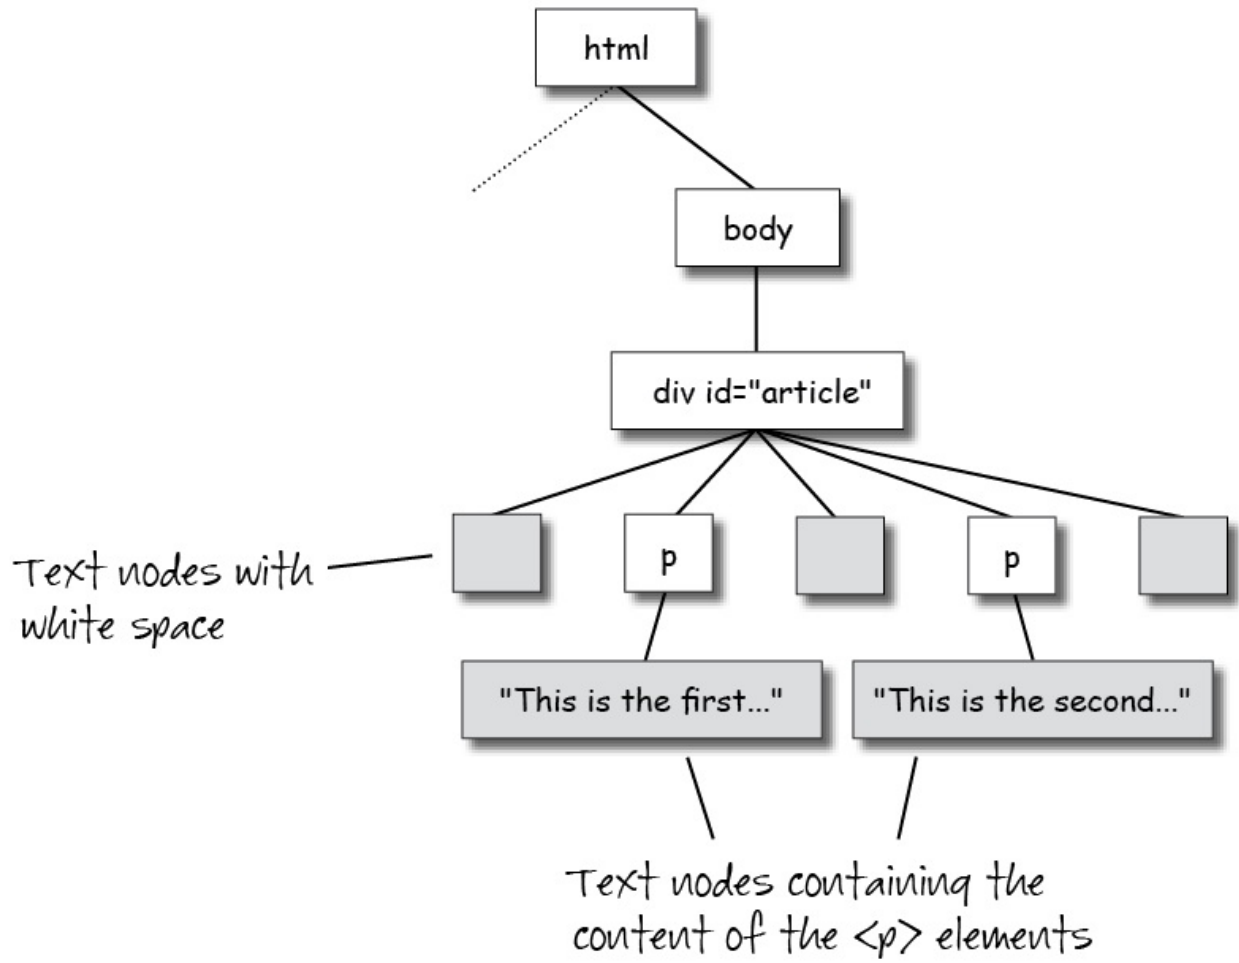 html
body
div id="article"
p
p
Text nodes with
white space
"This is the first..."
"This is the second..."
Text nodes containing the
content of the <p> elements